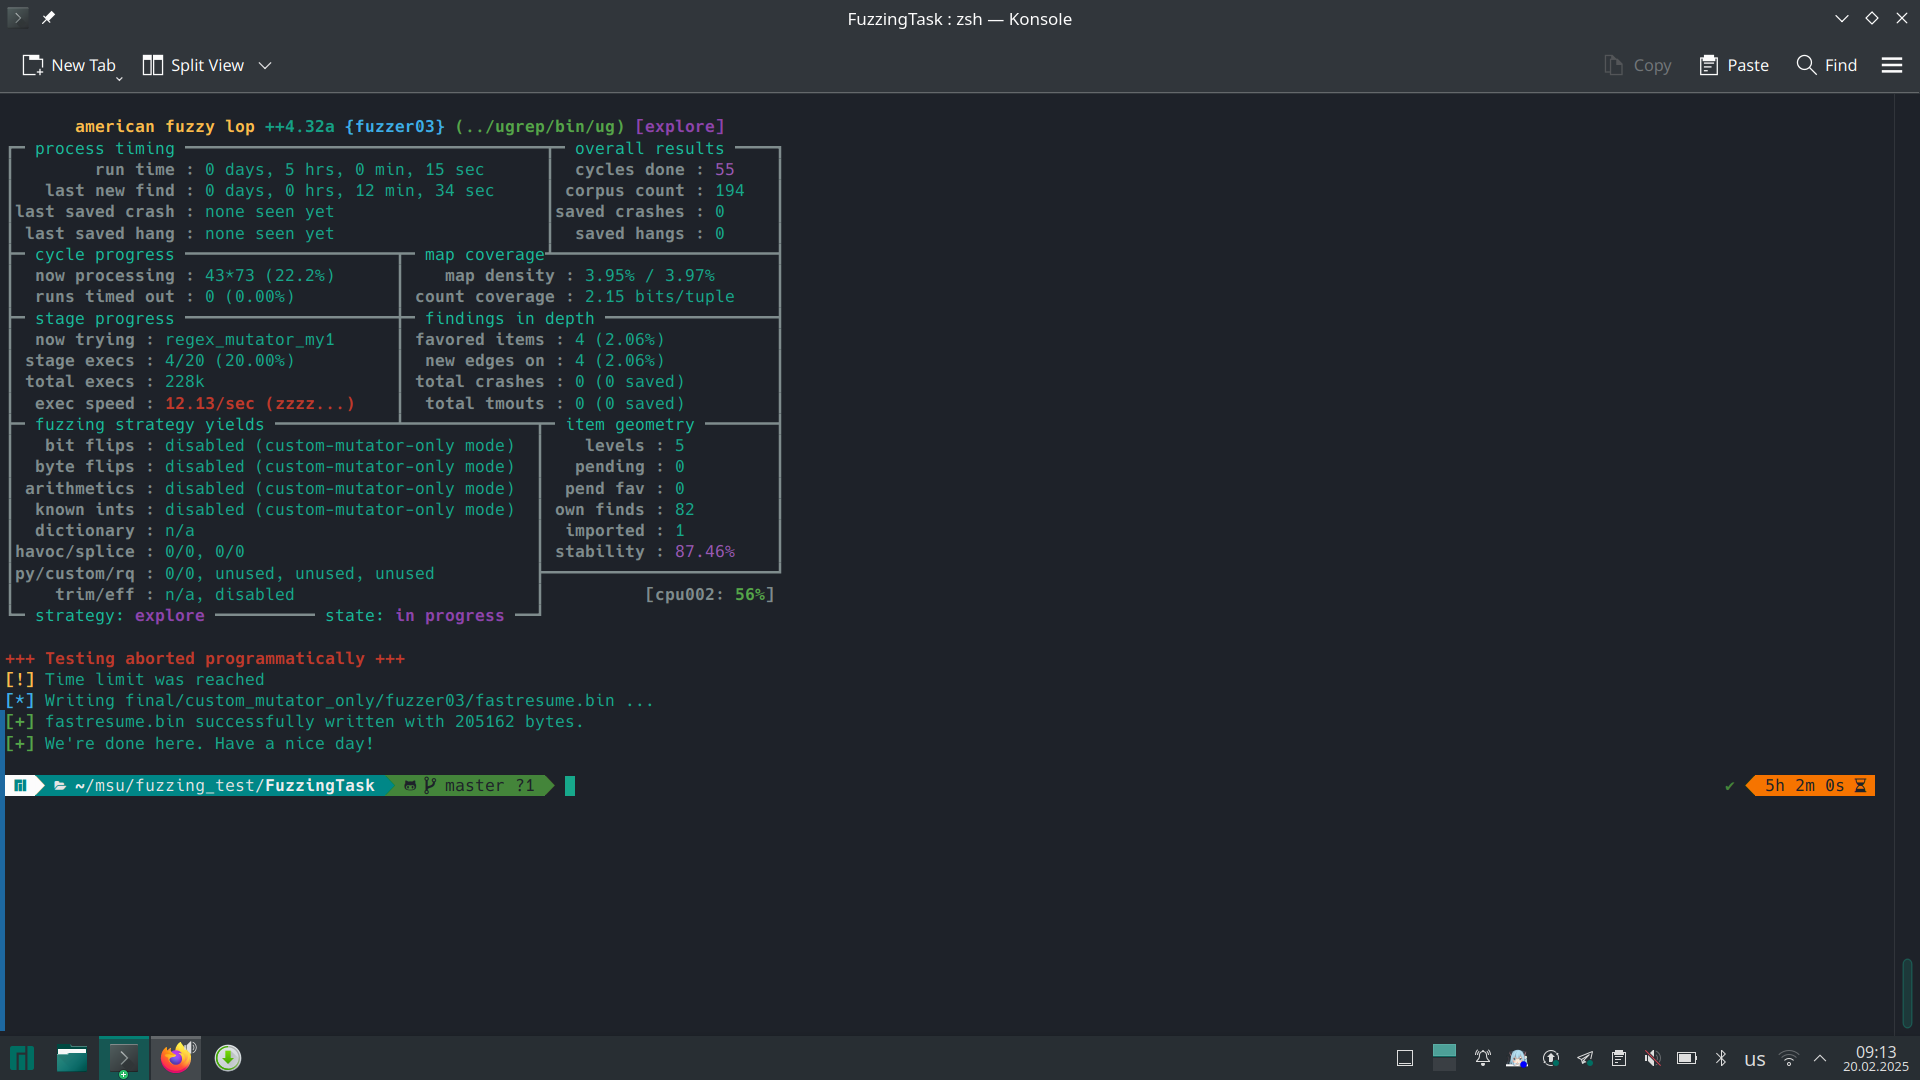 FuzzingTask : zsh — Konsole
New Tab Split View Copy Paste Find
american fuzzy lop ++4.32a {fuzzer03} (../ugrep/bin/ug) [explore]
process timing overall results
run time : 0 days, 5 hrs, 0 min, 15 sec cycles done : 55
last new find : 0 days, 0 hrs, 12 min, 34 sec corpus count : 194
last saved crash : none seen yet saved crashes : 0
last saved hang : none seen yet saved hangs : 0
cycle progress map coverage
now processing : 43*73 (22.2%) map density : 3.95% / 3.97%
runs timed out : 0 (0.00%) count coverage : 2.15 bits/tuple
stage progress findings in depth
now trying : regex_mutator_my1 favored items : 4 (2.06%)
stage execs : 4/20 (20.00%) new edges on : 4 (2.06%)
total execs : 228k total crashes : 0 (0 saved)
exec speed : 12.13/sec (zzzz...) total tmouts : 0 (0 saved)
fuzzing strategy yields item geometry
bit flips : disabled (custom-mutator-only mode) levels : 5
byte flips : disabled (custom-mutator-only mode) pending : 0
arithmetics : disabled (custom-mutator-only mode) pend fav : 0
known ints : disabled (custom-mutator-only mode) own finds : 82
dictionary : n/a imported : 1
havoc/splice : 0/0, 0/0 stability : 87.46%
py/custom/rq : 0/0, unused, unused, unused
trim/eff : n/a, disabled [cpu002: 56%]
strategy: explore state: in progress
+++ Testing aborted programmatically +++
[!] Time limit was reached
[*] Writing final/custom_mutator_only/fuzzer03/fastresume.bin ...
[+] fastresume.bin successfully written with 205162 bytes.
[+] We're done here. Have a nice day!
~/msu/fuzzing_test/FuzzingTask master ?1 ✔ 5h 2m 0s
us 09:13
20.02.2025